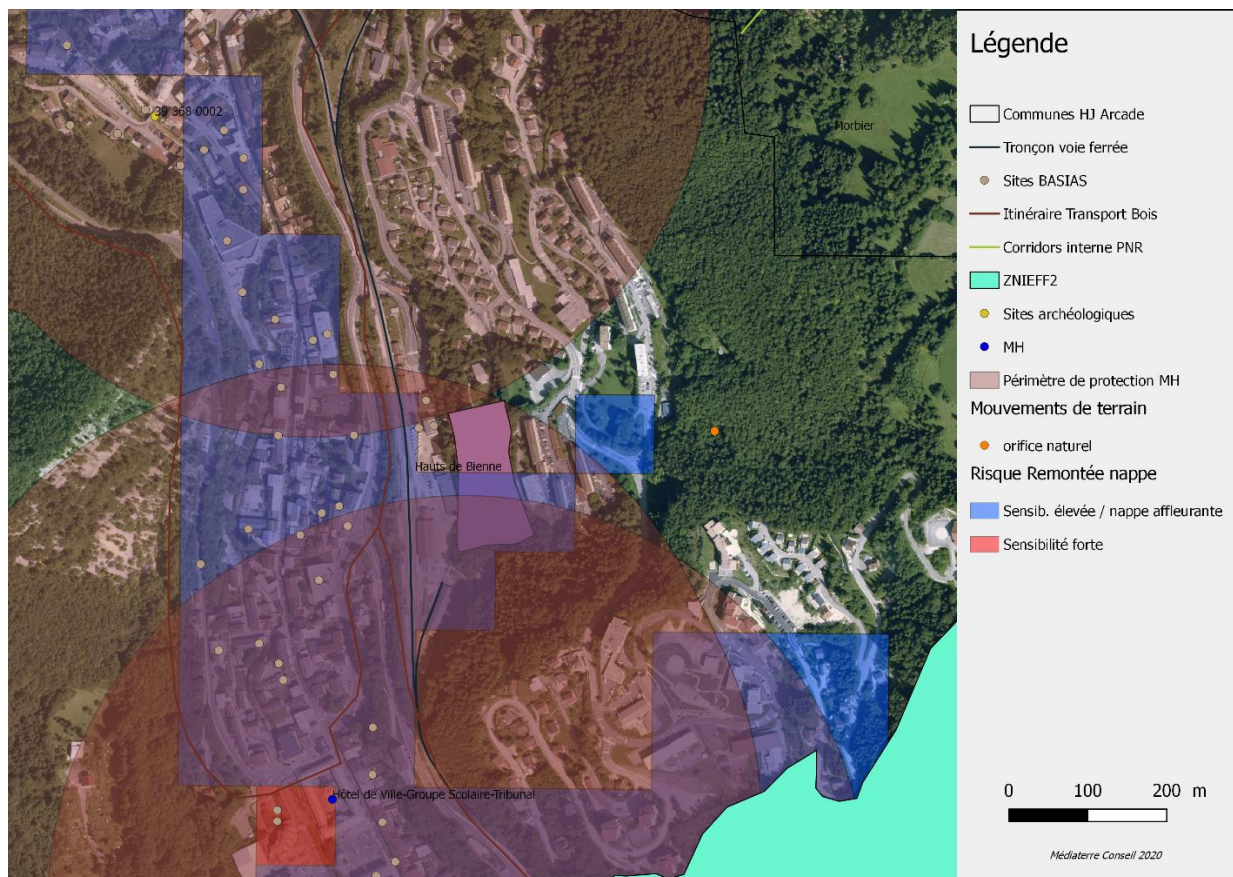 39 368 0002
Morbier
Hauts de Bienne
Hôtel de Ville-Groupe Scolaire-Tribunal
Légende
Communes HJ Arcade
Tronçon voie ferrée
Sites BASIAS
Itinéraire Transport Bois
Corridors interne PNR
ZNIEFF2
Sites archéologiques
MH
Périmètre de protection MH
Mouvements de terrain
orifice naturel
Risque Remontée nappe
Sensib. élevée / nappe affleurante
Sensibilité forte
0 100 200 m
Médiaterre Conseil 2020